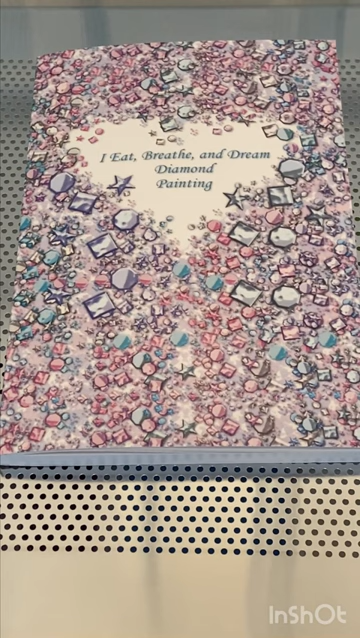 I Eat, Breathe, and Dream
Diamond
Painting
InShOt